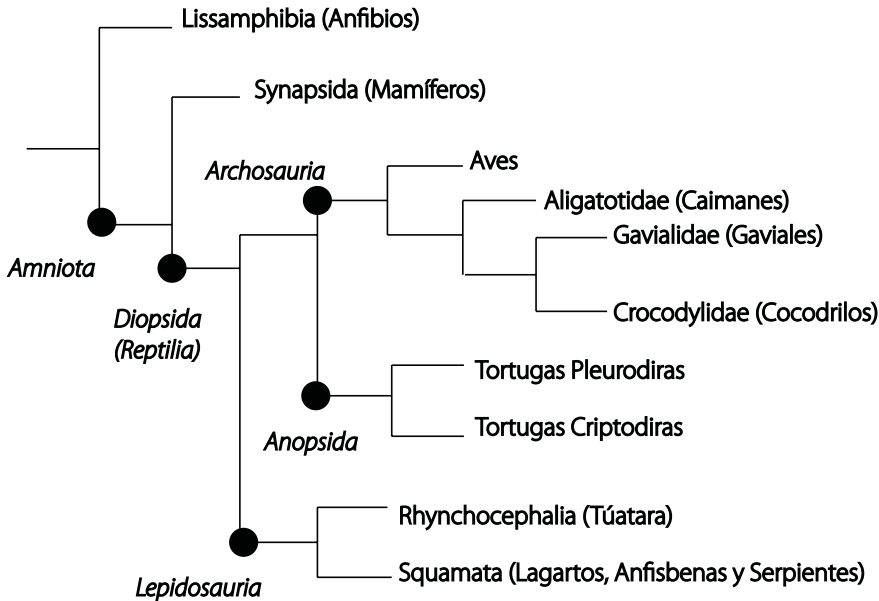 Lissamphibia (Anfibios)
Synapsida (Mamíferos)
Archosauria
Aves
Aligatotidae (Caimanes)
Gavialidae (Gaviales)
Amniota
Diopsida
(Reptilia)
Crocodylidae (Cocodrilos)
Tortugas Pleurodiras
Anopsida
Tortugas Criptodiras
Rhynchocephalia (Túatara)
Lepidosauria
Squamata (Lagartos, Anfisbenas y Serpientes)